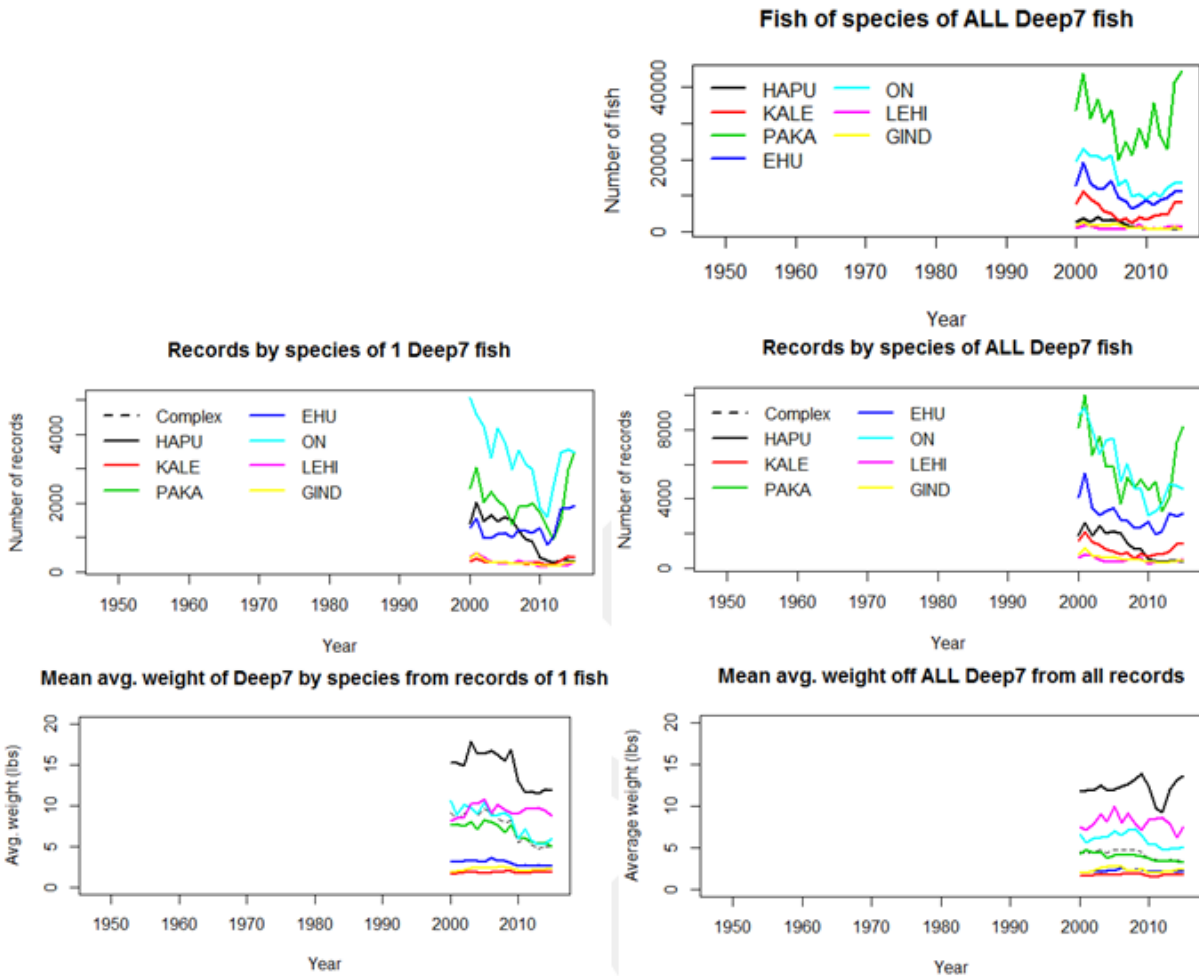 Fish of species of ALL Deep7 fish
Number of fish
0 20000 40000
HAPU ON
KALE LEHI
PAKA GIND
EHU
1950 1960 1970 1980 1990 2000 2010
Year
Records by species of 1 Deep7 fish
Number of records
0 2000 4000
Complex EHU
HAPU ON
KALE LEHI
PAKA GIND
1950 1960 1970 1980 1990 2000 2010
Year
Records by species of ALL Deep7 fish
Number of records
0 4000 8000
Complex EHU
HAPU ON
KALE LEHI
PAKA GIND
1950 1960 1970 1980 1990 2000 2010
Year
Mean avg. weight of Deep7 by species from records of 1 fish
Avg. weight (lbs)
0 5 10 15 20
1950 1960 1970 1980 1990 2000 2010
Year
Mean avg. weight off ALL Deep7 from all records
Average weight (lbs)
0 5 10 15 20
1950 1960 1970 1980 1990 2000 2010
Year